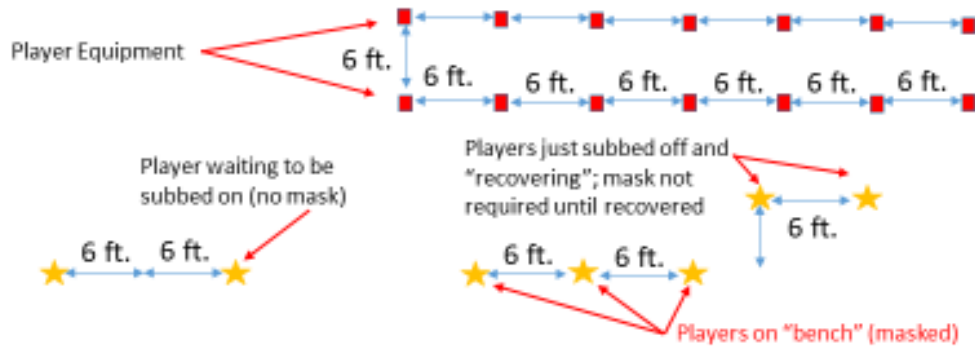 Player Equipment
6 ft.
6 ft.
6 ft.
6 ft.
6 ft.
6 ft.
6 ft.
Player waiting to be
subbed on (no mask)
Players just subbed off and
"recovering"; mask not
required until recovered
6 ft.
6 ft.
6 ft.
6 ft.
6 ft.
Players on "bench" (masked)